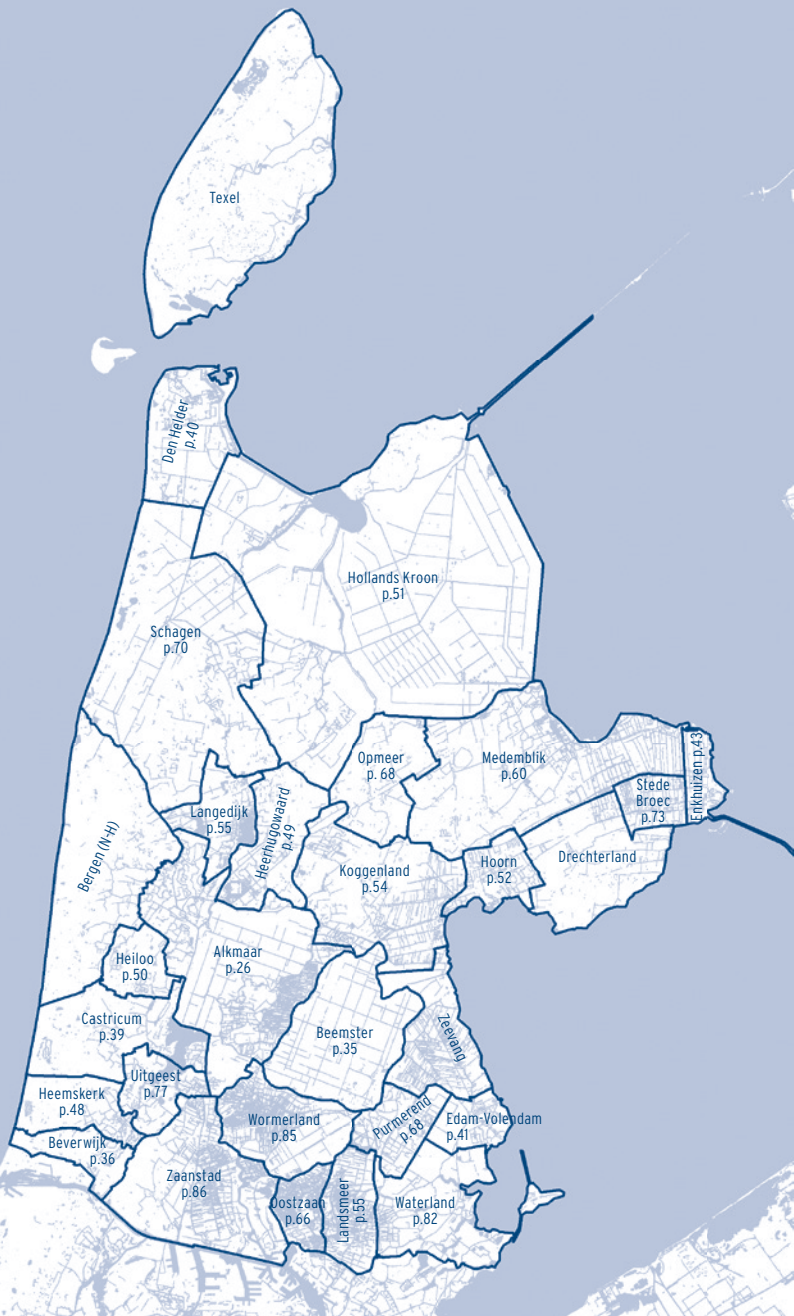 Texel
Den Helder
p.40
Hollands Kroon
p.51
Schagen
p.70
Opmeer
p. 68
Medemblik
p.60
Enkhuizen p.43
Stede
Broec
p.73
Langedijk
p.55
Heerhugowaard
p.49
Bergen (N-H)
Koggenland
p.54
Hoorn
p.52
Drechterland
Heiloo
p.50
Alkmaar
p.26
Castricum
p.39
Beemster
p.35
Zeevang
Uitgeest
p.77
Heemskerk
p.48
Wormerland
p.85
Purmerend
p.68
Edam-Volendam
p.41
Beverwijk
p.36
Zaanstad
p.86
Oostzaan
p.66
Landsmeer
p.55
Waterland
p.82